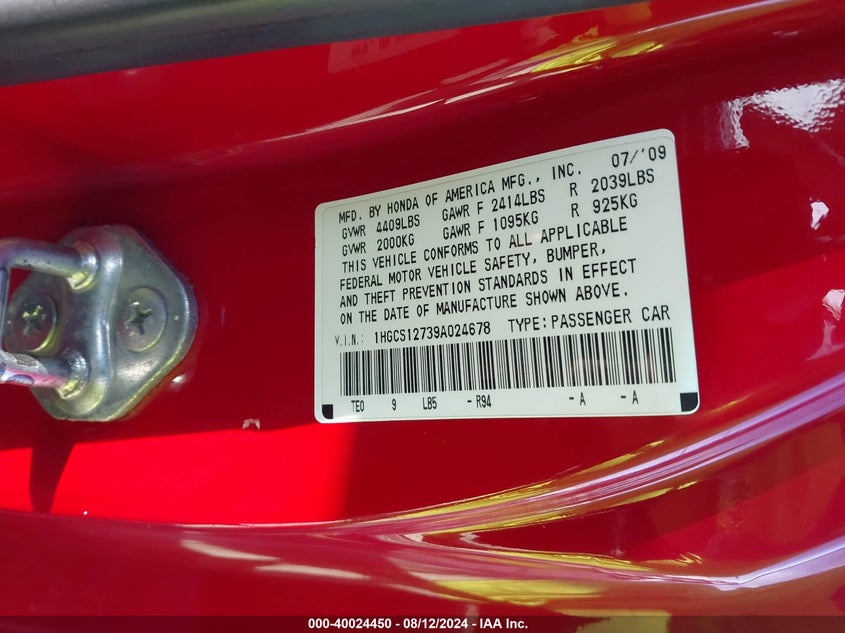 MFD. BY HONDA OF AMERICA MFG., INC. 07/'09
GVWR 4409LBS GAWR F 2414LBS R 2039LBS
GVWR 2000KG GAWR F 1095KG R 925KG
THIS VEHICLE CONFORMS TO ALL APPLICABLE
FEDERAL MOTOR VEHICLE SAFETY, BUMPER,
AND THEFT PREVENTION STANDARDS IN EFFECT
ON THE DATE OF MANUFACTURE SHOWN ABOVE.
V.I.N.: 1HGCS12739A024678 TYPE:PASSENGER CAR
TE0 9 LB5 -R94 -A -A
000-40024450 - 08/12/2024 - IAA Inc.